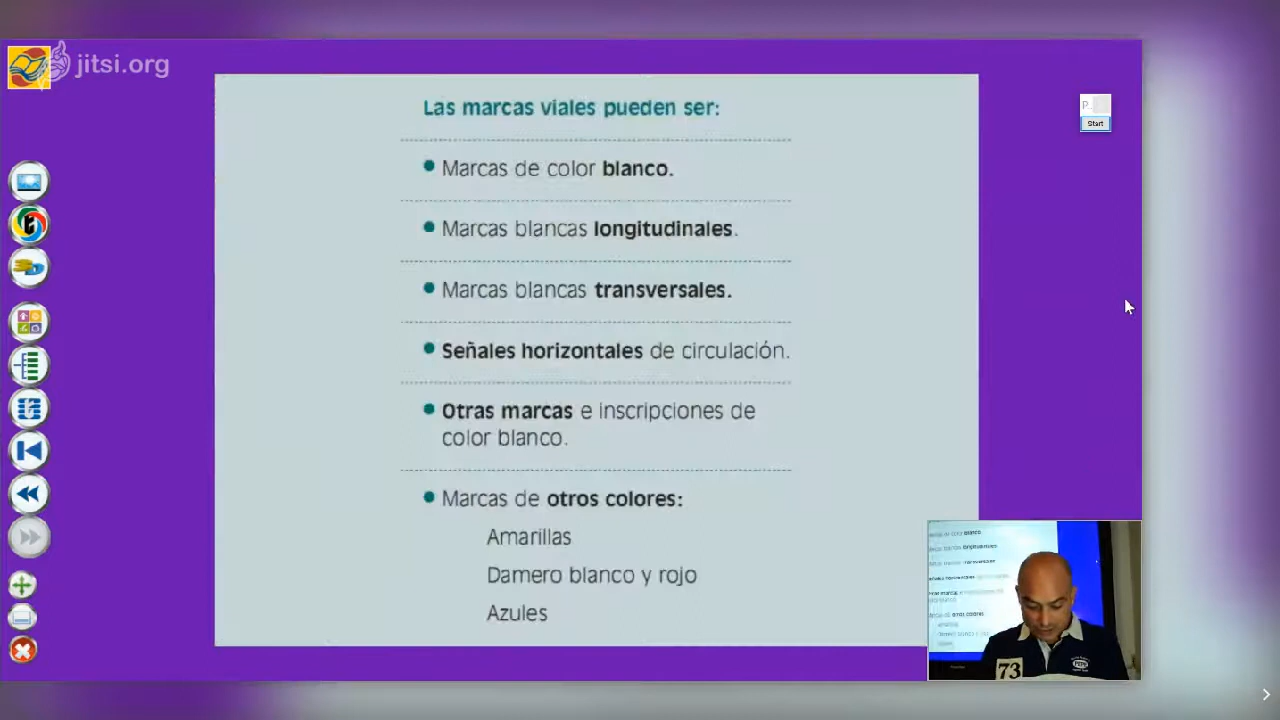 jitsi.org
Las marcas viales pueden ser:
P
Start
Marcas de color blanco.
Marcas blancas longitudinales.
Marcas blancas transversales.
Señales horizontales de circulación.
Otras marcas e inscripciones de
color blanco.
Marcas de otros colores:
Amarillas
Damero blanco y rojo
Azules
73